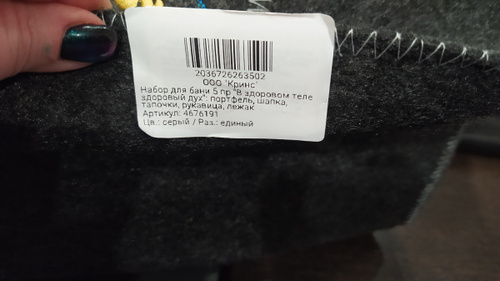 2036726263502
ООО "Кринс"
Набор для бани 5 пр "В здоровом теле
здоровый дух": портфель, шапка,
тапочки, рукавица, лежак
Артикул: 4676191
Цв.: серый / Раз.: единый